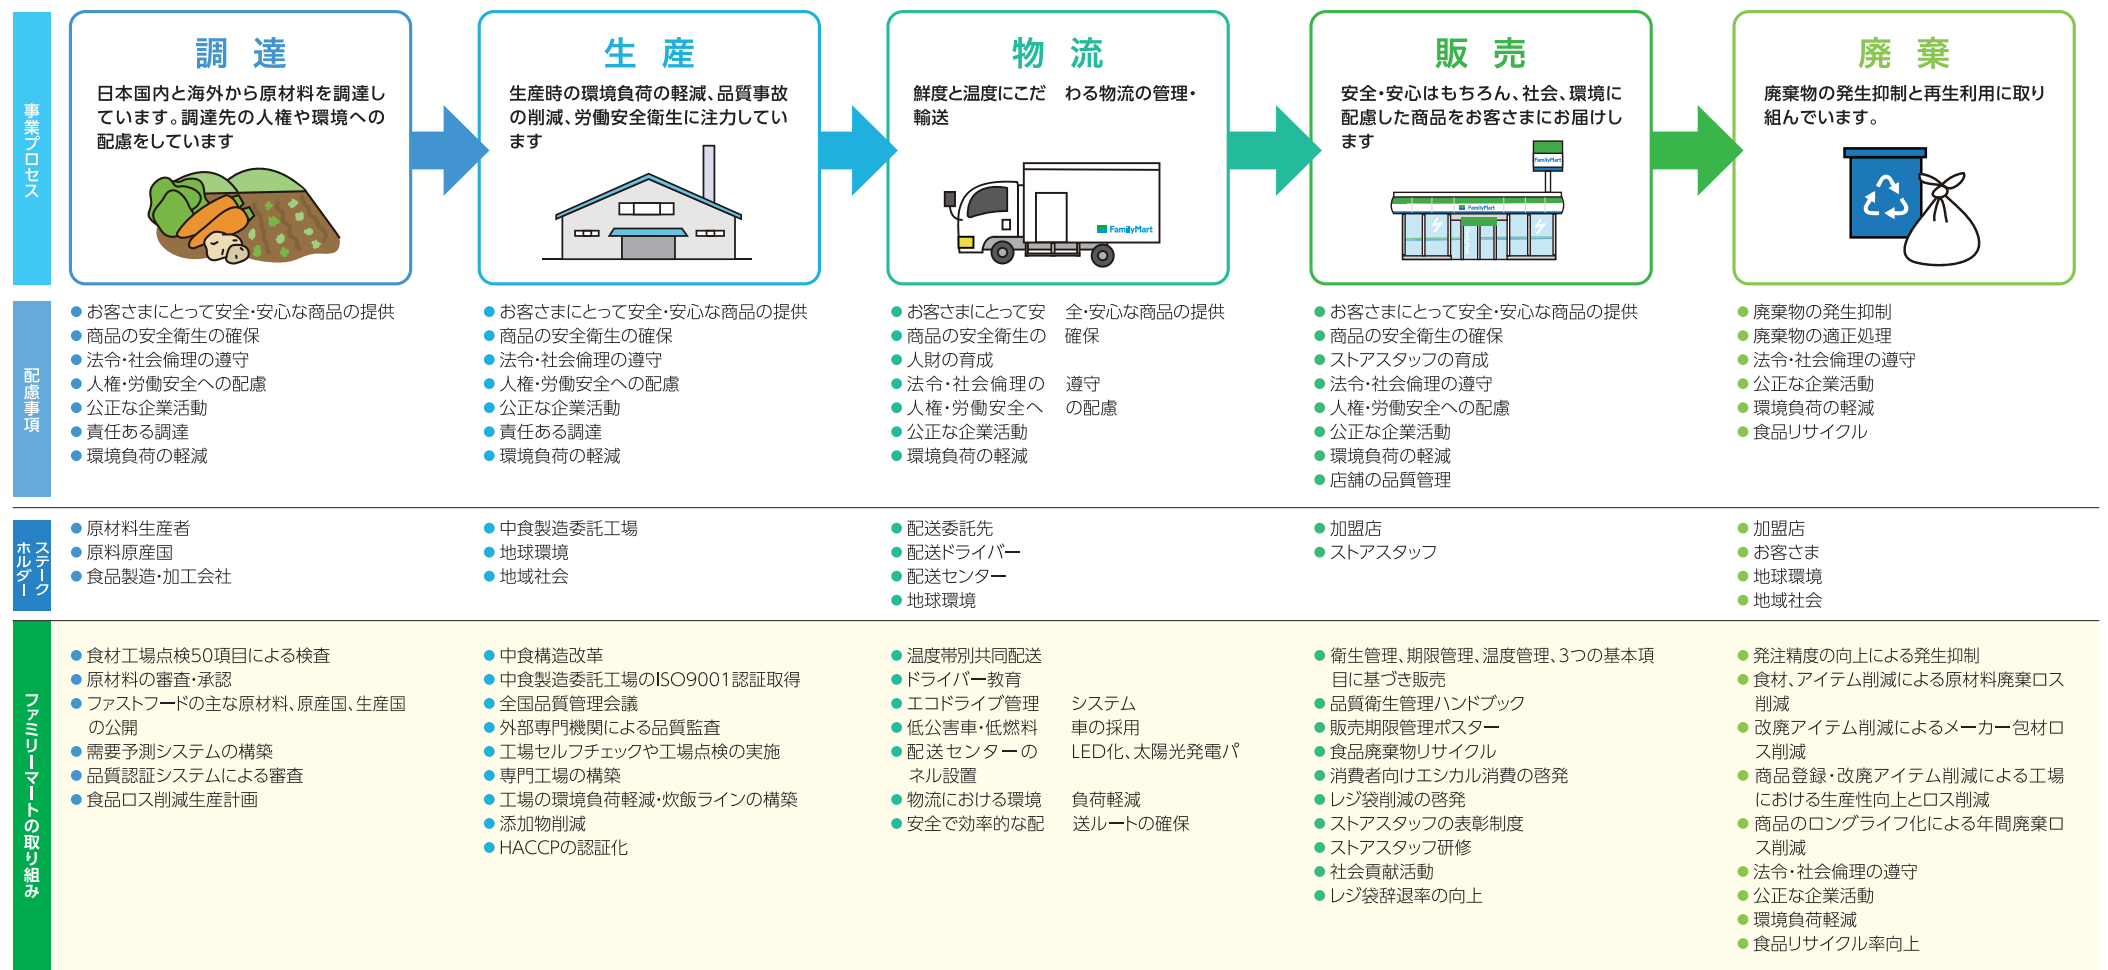 事業プロセス
調 達
日本国内と海外から原材料を調達し
ています。調達先の人権や環境への
配慮をしています
生 産
生産時の環境負荷の軽減、品質事故
の削減、労働安全衛生に注力してい
ます
物 流
鮮度と温度にこだ　わる物流の管理・
輸送
FamilyMart
販 売
安全・安心はもちろん、社会、環境に
配慮した商品をお客さまにお届けし
ます
FamilyMart
FamilyMart
廃 棄
廃棄物の発生抑制と再生利用に取り
組んでいます。
配慮事項
●お客さまにとって安全・安心な商品の提供
●商品の安全衛生の確保
●法令・社会倫理の遵守
●人権・労働安全への配慮
●公正な企業活動
●責任ある調達
●環境負荷の軽減
●お客さまにとって安全・安心な商品の提供
●商品の安全衛生の確保
●法令・社会倫理の遵守
●人権・労働安全への配慮
●公正な企業活動
●責任ある調達
●環境負荷の軽減
●お客さまにとって安　全・安心な商品の提供
●商品の安全衛生の　確保
●人財の育成
●法令・社会倫理の　遵守
●人権・労働安全へ　の配慮
●公正な企業活動
●環境負荷の軽減
●お客さまにとって安全・安心な商品の提供
●商品の安全衛生の確保
●ストアスタッフの育成
●法令・社会倫理の遵守
●人権・労働安全への配慮
●公正な企業活動
●環境負荷の軽減
●店舗の品質管理
●廃棄物の発生抑制
●廃棄物の適正処理
●法令・社会倫理の遵守
●公正な企業活動
●環境負荷の軽減
●食品リサイクル
ステーク
ホルダー
●原材料生産者
●原料原産国
●食品製造・加工会社
●中食製造委託工場
●地球環境
●地域社会
●配送委託先
●配送ドライバー
●配送センター
●地球環境
●加盟店
●ストアスタッフ
●加盟店
●お客さま
●地球環境
●地域社会
ファミリーマートの取り組み
●食材工場点検50項目による検査
●原材料の審査・承認
●ファストフードの主な原材料、原産国、生産国
の公開
●需要予測システムの構築
●品質認証システムによる審査
●食品ロス削減生産計画
●中食構造改革
●中食製造委託工場のISO9001認証取得
●全国品質管理会議
●外部専門機関による品質監査
●工場セルフチェックや工場点検の実施
●専門工場の構築
●工場の環境負荷軽減・炊飯ラインの構築
●添加物削減
●HACCPの認証化
●温度帯別共同配送
●ドライバー教育
●エコドライブ管理　システム
●低公害車・低燃料　車の採用
●配送センターの　LED化、太陽光発電パ
ネル設置
●物流における環境　負荷軽減
●安全で効率的な配　送ルートの確保
●衛生管理、期限管理、温度管理、3つの基本項
目に基づき販売
●品質衛生管理ハンドブック
●販売期限管理ポスター
●食品廃棄物リサイクル
●消費者向けエシカル消費の啓発
●レジ袋削減の啓発
●ストアスタッフの表彰制度
●ストアスタッフ研修
●社会貢献活動
●レジ袋辞退率の向上
●発注精度の向上による発生抑制
●食材、アイテム削減による原材料廃棄ロス
削減
●改廃アイテム削減によるメーカー包材ロ
ス削減
●商品登録・改廃アイテム削減による工場
における生産性向上とロス削減
●商品のロングライフ化による年間廃棄ロ
ス削減
●法令・社会倫理の遵守
●公正な企業活動
●環境負荷軽減
●食品リサイクル率向上